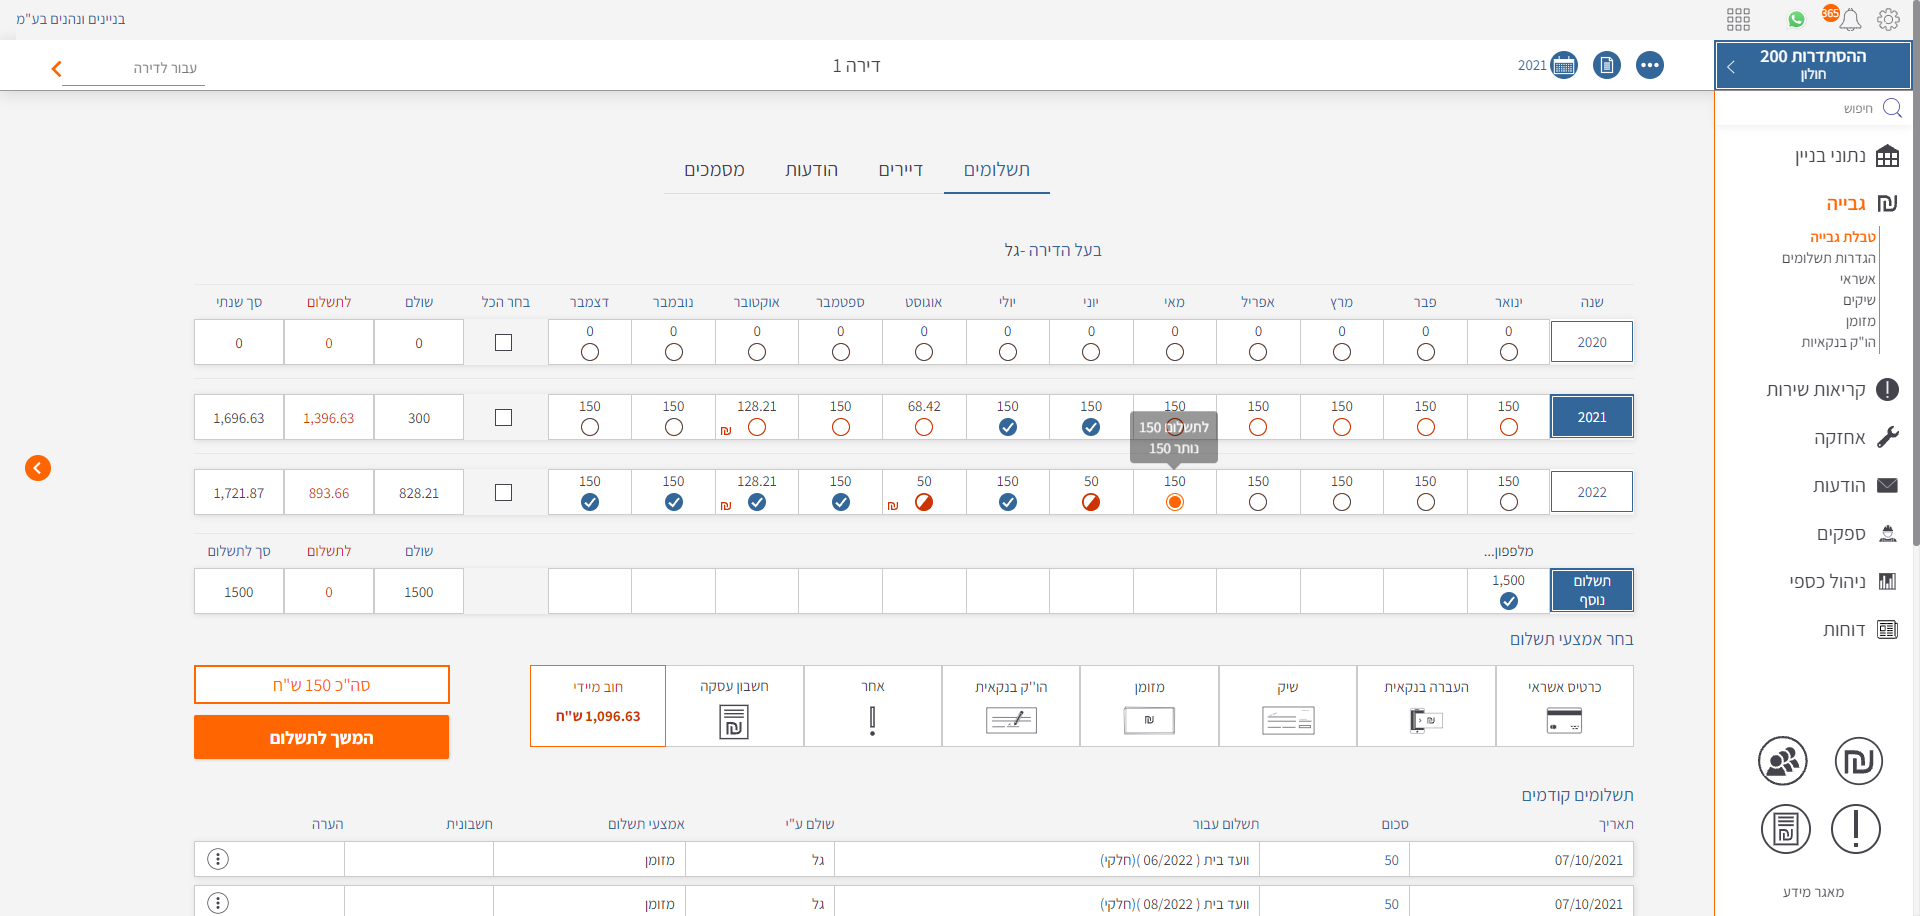 365
בניינים ונהנים בע"מ
ההסתדרות 200
חולון
2021
דירה 1
עבור לדירה
חיפוש
נתוני בניין
גבייה
טבלת גבייה
הגדרות תשלומים
אשראי
שיקים
מזומן
הו"ק בנקאיות
קריאות שירות
אחזקה
הודעות
ספקים
ניהול כספי
דוחות
מאגר מידע
תשלומים דיירים הודעות מסמכים
בעל הדירה -גל
שנה ינואר פבר מרץ אפריל מאי יוני יולי אוגוסט ספטמבר אוקטובר נובמבר דצמבר בחר הכל שולם לתשלום סך שנתי
2020 0 0 0 0 0 0 0 0 0 0 0 0 0 0 0
2021 150 150 150 150 150 150 150 68.42 150 128.21 150 150 300 1,396.63 1,696.63
לתשלום 150
נותר 150
2022 150 150 150 150 150 50 150 50 150 128.21 150 150 828.21 893.66 1,721.87
מלפפון... שולם לתשלום סך לתשלום
תשלום נוסף 1,500 1500 0 1500
בחר אמצעי תשלום
כרטיס אשראי העברה בנקאית שיק מזומן הו''ק בנקאית אחר חשבון עסקה חוב מיידי
1,096.63 ש"ח
סה"כ 150 ש"ח
המשך לתשלום
תשלומים קודמים
תאריך סכום תשלום עבור שולם ע"י אמצעי תשלום חשבונית הערה
07/10/2021 50 וועד בית ( 06/2022 )(חלקי) גל מזומן
07/10/2021 50 וועד בית ( 08/2022 )(חלקי) גל מזומן